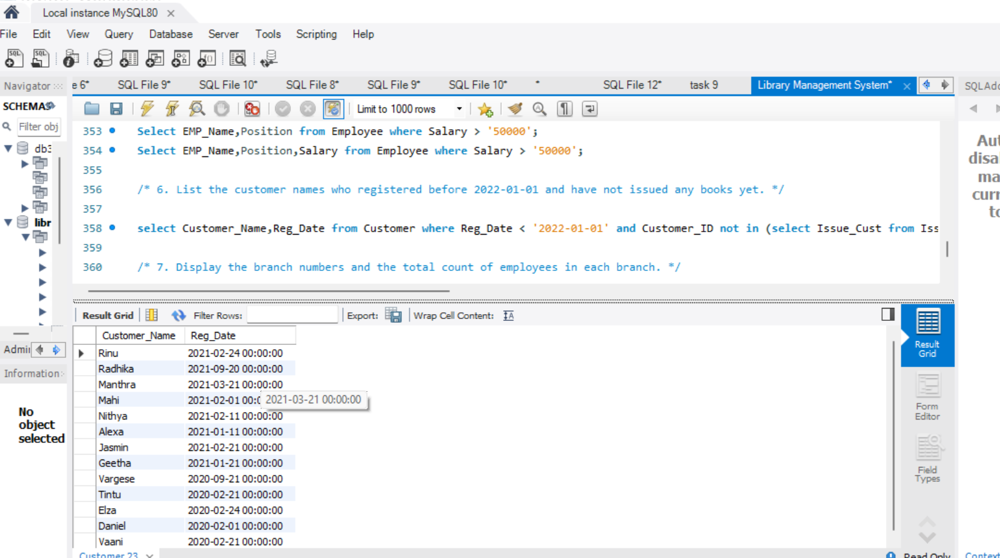 Local instance MySQL80
File Edit View Query Database Server Tools Scripting Help
Navigator
e 6* SQL File 9* SQL File 10* SQL File 8* SQL File 9* SQL File 10* * SQL File 12* task 9 Library Management System*
SQLAdd
SCHEMAS
Limit to 1000 rows
Filter obj
db3
libr
353 Select EMP_Name,Position from Employee where Salary > '50000';
354 Select EMP_Name,Position,Salary from Employee where Salary > '50000';
355
356 /* 6. List the customer names who registered before 2022-01-01 and have not issued any books yet. */
357
358 select Customer_Name,Reg_Date from Customer where Reg_Date < '2022-01-01' and Customer_ID not in (select Issue_Cust from Iss
359
360 /* 7. Display the branch numbers and the total count of employees in each branch. */
Aut
disal
ma
curr
to
Admi
Information
No
object
selected
Result Grid Filter Rows: Export: Wrap Cell Content:
Customer_Name Reg_Date
Rinu 2021-02-24 00:00:00
Radhika 2021-09-20 00:00:00
Manthra 2021-03-21 00:00:00
Mahi 2021-02-01 00:0
2021-03-21 00:00:00
Nithya 2021-02-11 00:00:00
Alexa 2021-01-11 00:00:00
Jasmin 2021-02-21 00:00:00
Geetha 2021-01-21 00:00:00
Vargese 2020-09-21 00:00:00
Tintu 2020-02-21 00:00:00
Elza 2020-02-24 00:00:00
Daniel 2020-02-01 00:00:00
Vaani 2020-02-21 00:00:00
Result
Grid
Form
Editor
Field
Types
Customer 23
Read Only
Context